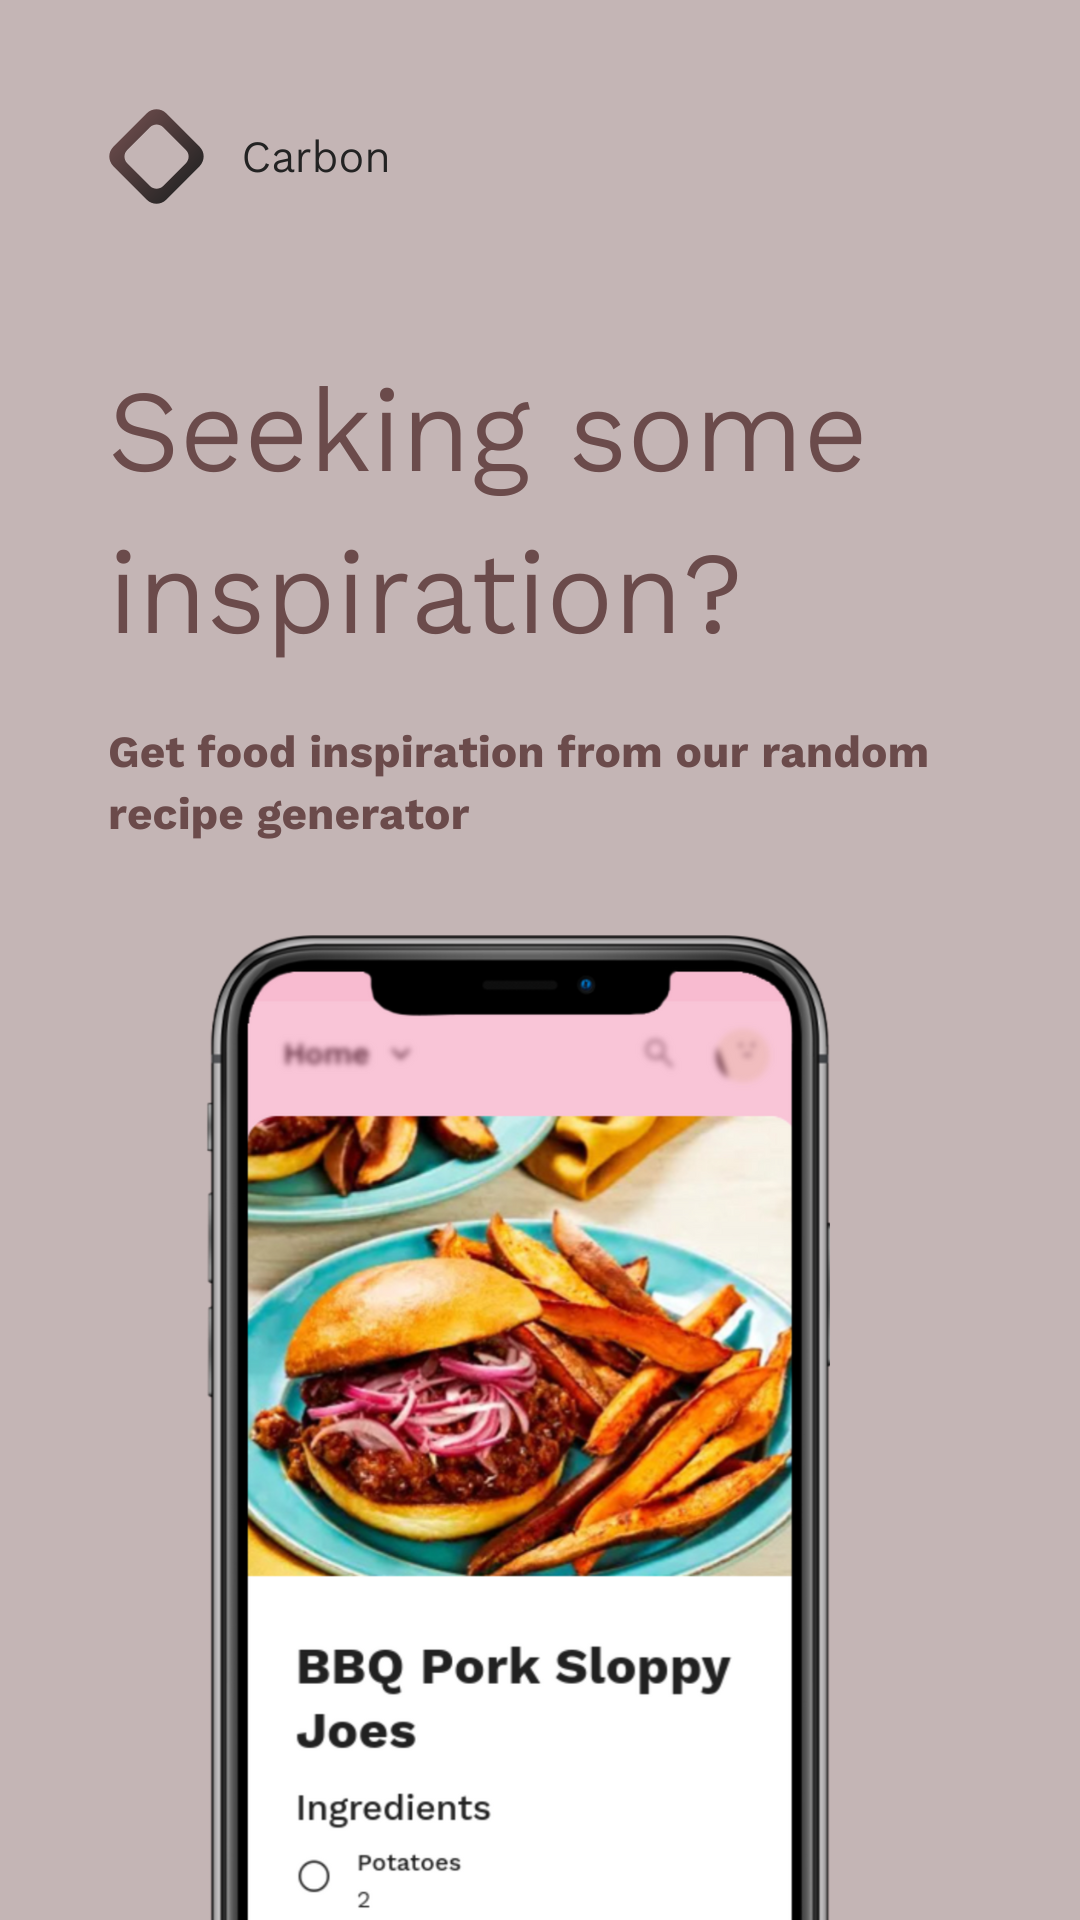 Carbon
Seeking some
inspiration?
Get food inspiration from our random
recipe generator
Home
BBQ Pork Sloppy
Joes
Ingredients
Potatoes
2